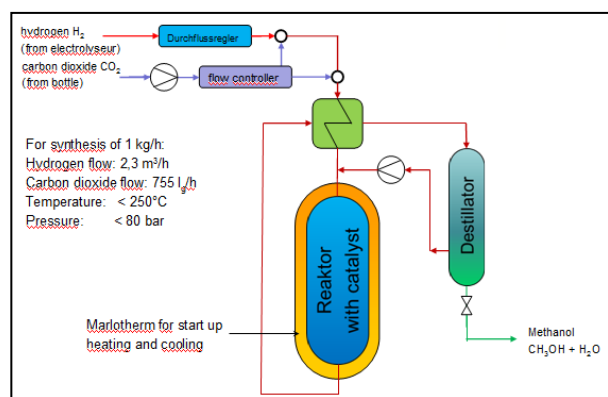 hydrogen H₂
(from electrolyseur)
Durchflussregler
carbon dioxide CO₂
(from bottle)
flow controller
For synthesis of 1 kg/h:
Hydrogen flow: 2,3 m³/h
Carbon dioxide flow: 755 lg/h
Temperature: < 250°C
Pressure: < 80 bar
Destillator
Reaktor
with catalyst
Marlotherm for start up
heating and cooling
Methanol
CH₃OH + H₂O